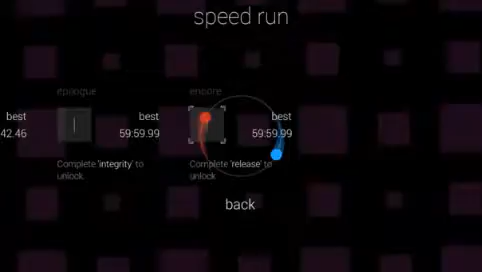 speed run
epilogue
encore
best
best
best
42.46
59:59.99
59:59.99
Complete 'integrity' to
unlock.
Complete 'release' to
unlock
back